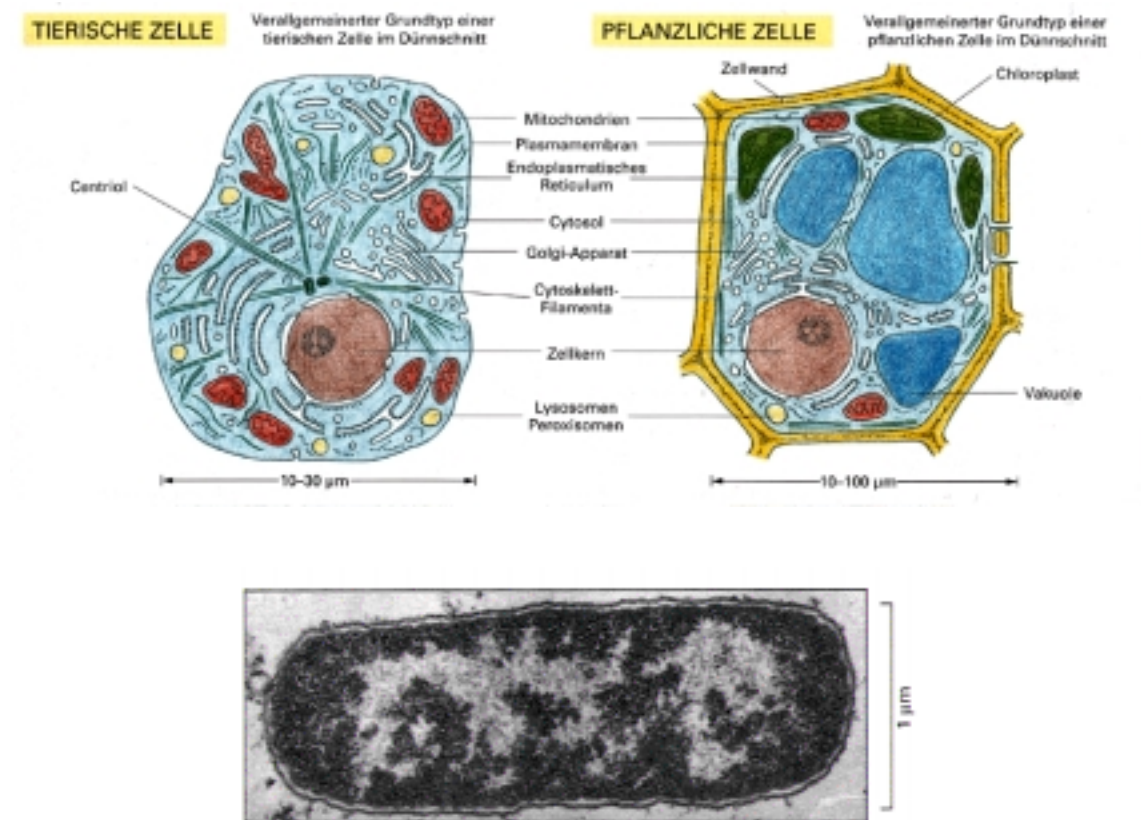 TIERISCHE ZELLE
Verallgemeinerter Grundtyp einer
tierischen Zelle im Dünnschnitt
PFLANZLICHE ZELLE
Verallgemeinerter Grundtyp einer
pflanzlichen Zelle im Dünnschnitt
Zellwand
Chloroplast
Mitochondrien
Plasmamembran
Endoplasmatisches
Reticulum
Centriol
Cytosol
Golgi-Apparat
Cytoskelett-
Filamenta
Zellkern
Vakuole
Lysosomen
Peroxisomen
10–30 µm
10–100 µm
1 µm